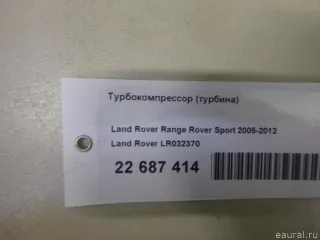 Турбокомпрессор (турбина)
Land Rover Range Rover Sport 2005-2012
Land Rover LR032370
22 687 414
eaural.ru